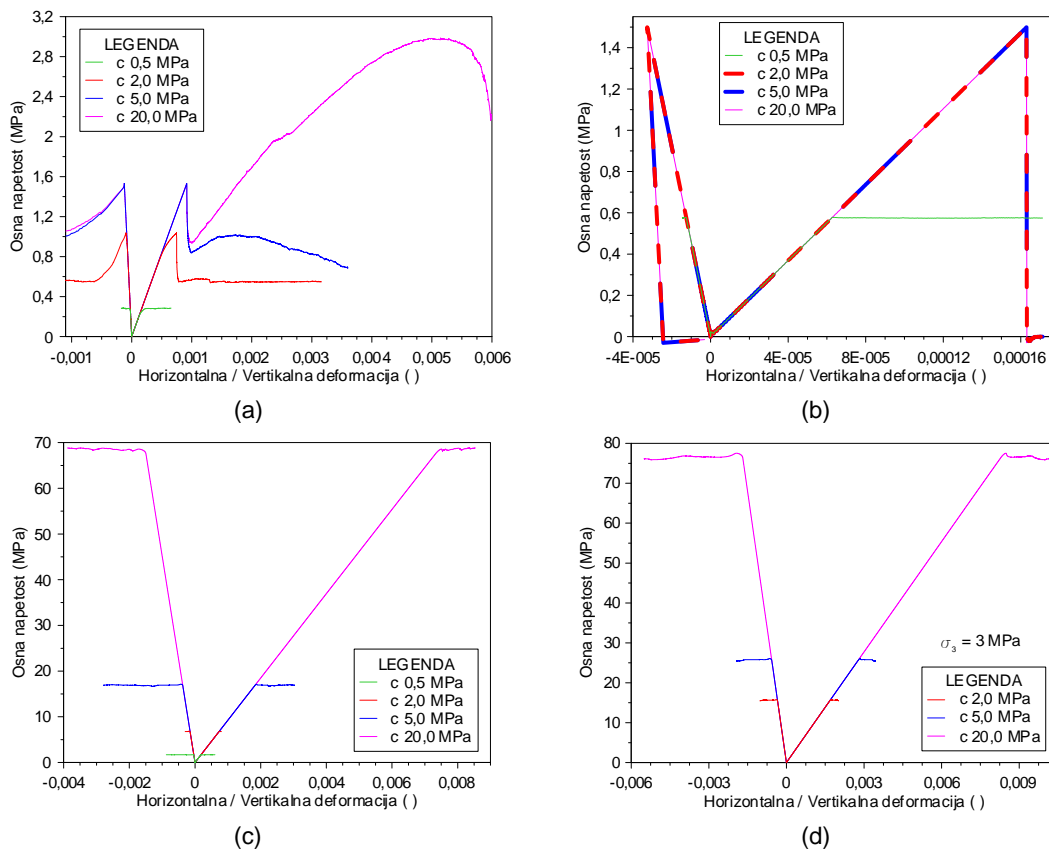 3,2
2,8
2,4
2,0
1,6
1,2
0,8
0,4
0
Osna napetost (MPa)
LEGENDA
c 0,5 MPa
c 2,0 MPa
c 5,0 MPa
c 20,0 MPa
-0,001 0 0,001 0,002 0,003 0,004 0,005 0,006
Horizontalna / Vertikalna deformacija ( )
(a)
1,4
1,2
1
0,8
0,6
0,4
0,2
0
Osna napetost (MPa)
LEGENDA
c 0,5 MPa
c 2,0 MPa
c 5,0 MPa
c 20,0 MPa
-4E-005 0 4E-005 8E-005 0,00012 0,00016
Horizontalna / Vertikalna deformacija ( )
(b)
70
60
50
40
30
20
10
0
Osna napetost (MPa)
LEGENDA
c 0,5 MPa
c 2,0 MPa
c 5,0 MPa
c 20,0 MPa
-0,004 -0,002 0 0,002 0,004 0,006 0,008
Horizontalna / Vertikalna deformacija ( )
(c)
80
70
60
50
40
30
20
10
0
Osna napetost (MPa)
σ₃ = 3 MPa
LEGENDA
c 2,0 MPa
c 5,0 MPa
c 20,0 MPa
-0,006 -0,003 0 0,003 0,006 0,009
Horizontalna / Vertikalna deformacija ( )
(d)